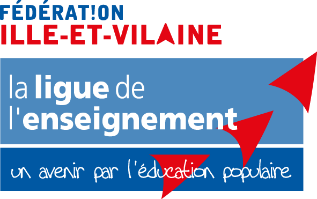 FÉDÉRAT!ON
ILLE-ET-VILAINE
la ligue de
l'enseignement
un avenir par l'éducation populaire